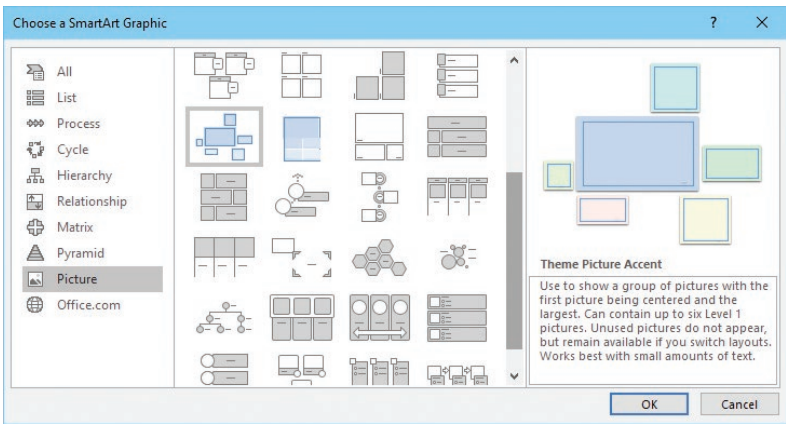 Choose a SmartArt Graphic
All
List
Process
Cycle
Hierarchy
Relationship
Matrix
Pyramid
Picture
Office.com
Theme Picture Accent
Use to show a group of pictures with the
first picture being centered and the
largest. Can contain up to six Level 1
pictures. Unused pictures do not appear,
but remain available if you switch layouts.
Works best with small amounts of text.
OK
Cancel